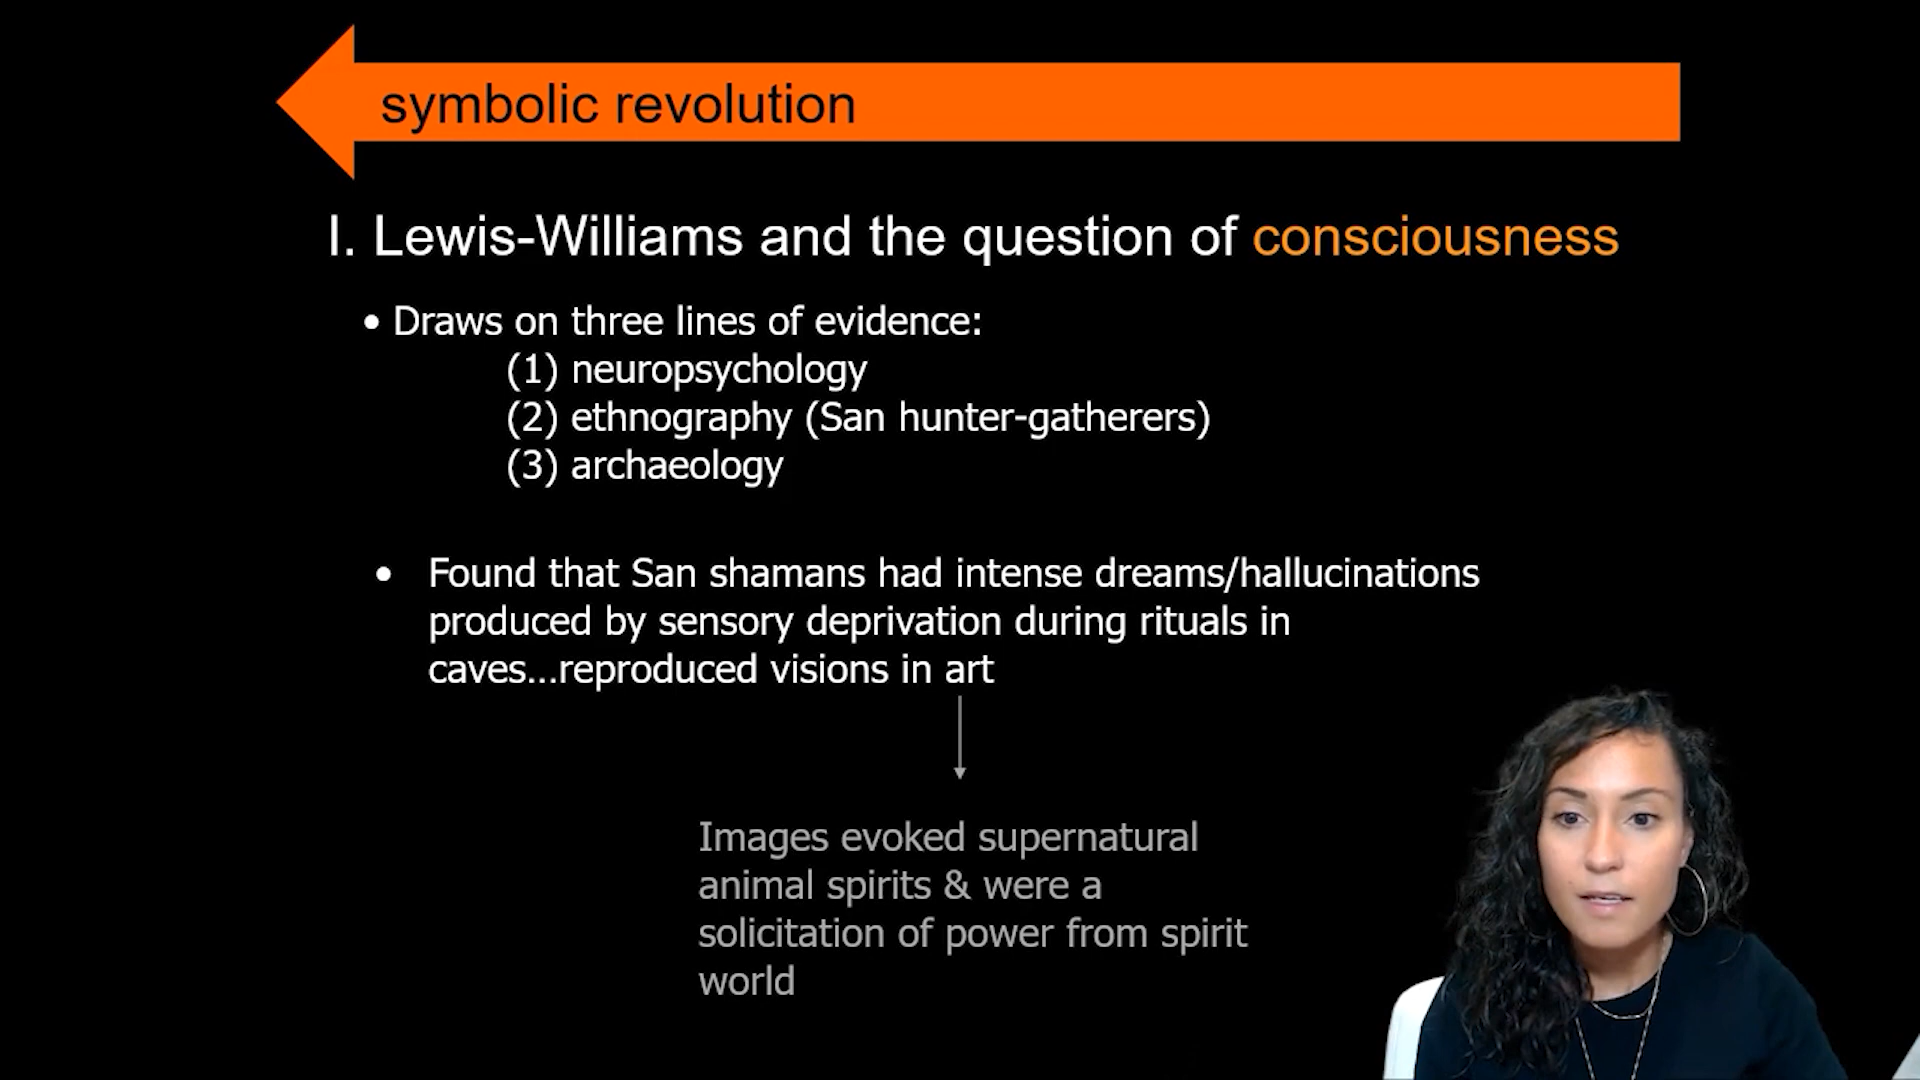 symbolic revolution
I. Lewis-Williams and the question of consciousness
• Draws on three lines of evidence:
(1) neuropsychology
(2) ethnography (San hunter-gatherers)
(3) archaeology
• Found that San shamans had intense dreams/hallucinations
produced by sensory deprivation during rituals in
caves...reproduced visions in art
Images evoked supernatural
animal spirits & were a
solicitation of power from spirit
world